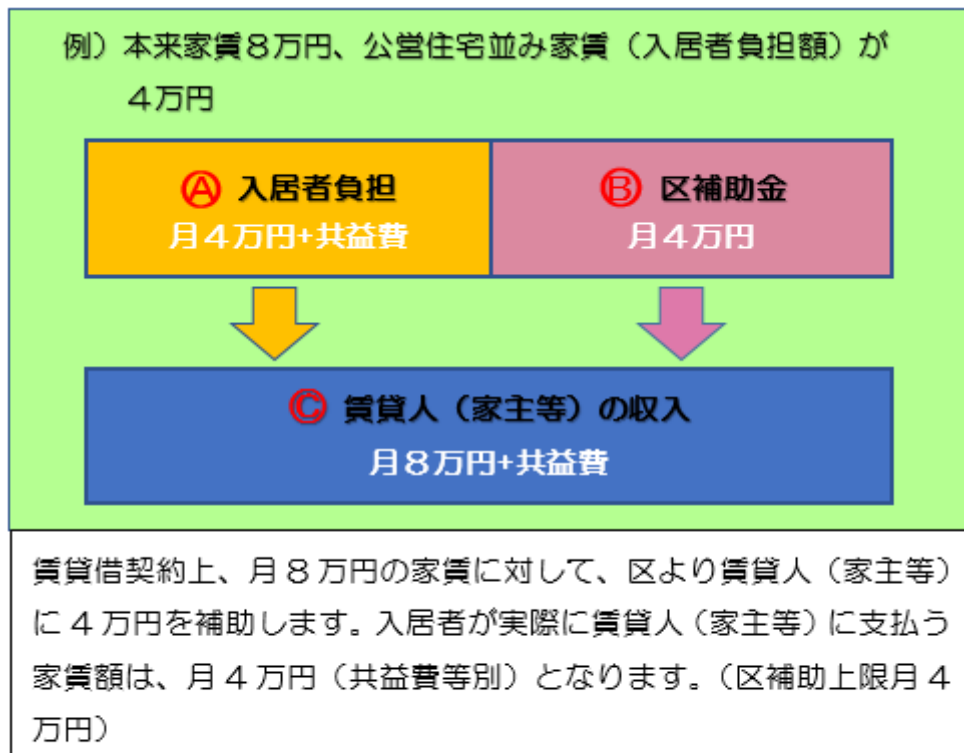 例）本来家賃８万円、公営住宅並み家賃（入居者負担額）が
４万円
Ⓐ 入居者負担
月４万円+共益費
Ⓑ 区補助金
月４万円
Ⓒ 賃貸人（家主等）の収入
月８万円+共益費
賃貸借契約上、月８万円の家賃に対して、区より賃貸人（家主等）
に４万円を補助します。入居者が実際に賃貸人（家主等）に支払う
家賃額は、月４万円（共益費等別）となります。（区補助上限月４
万円）